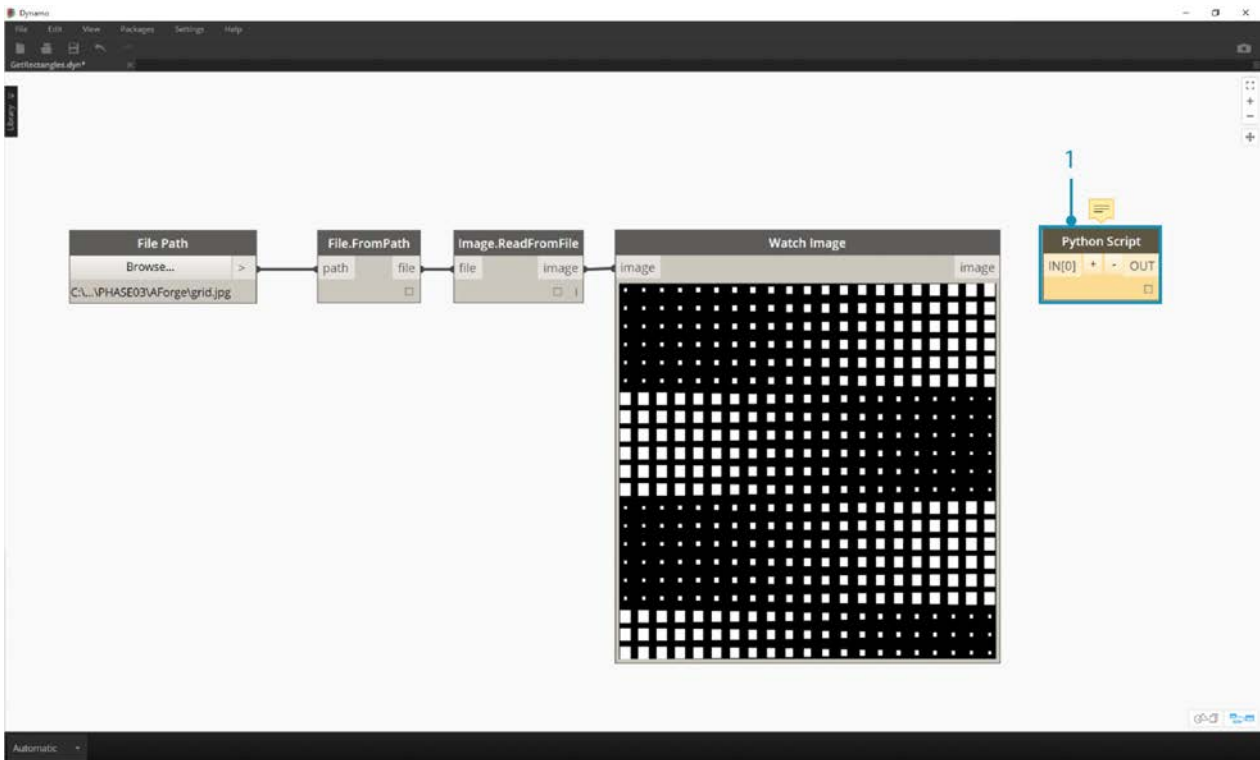 Dynamo
File Edit View Packages Settings Help
GetRectangles.dyn*
Library
1
File Path
Browse... >
C:\...\PHASE03\AForge\grid.jpg
File.FromPath
path file
Image.ReadFromFile
file image
Watch Image
image image
Python Script
IN[0] + - OUT
Automatic